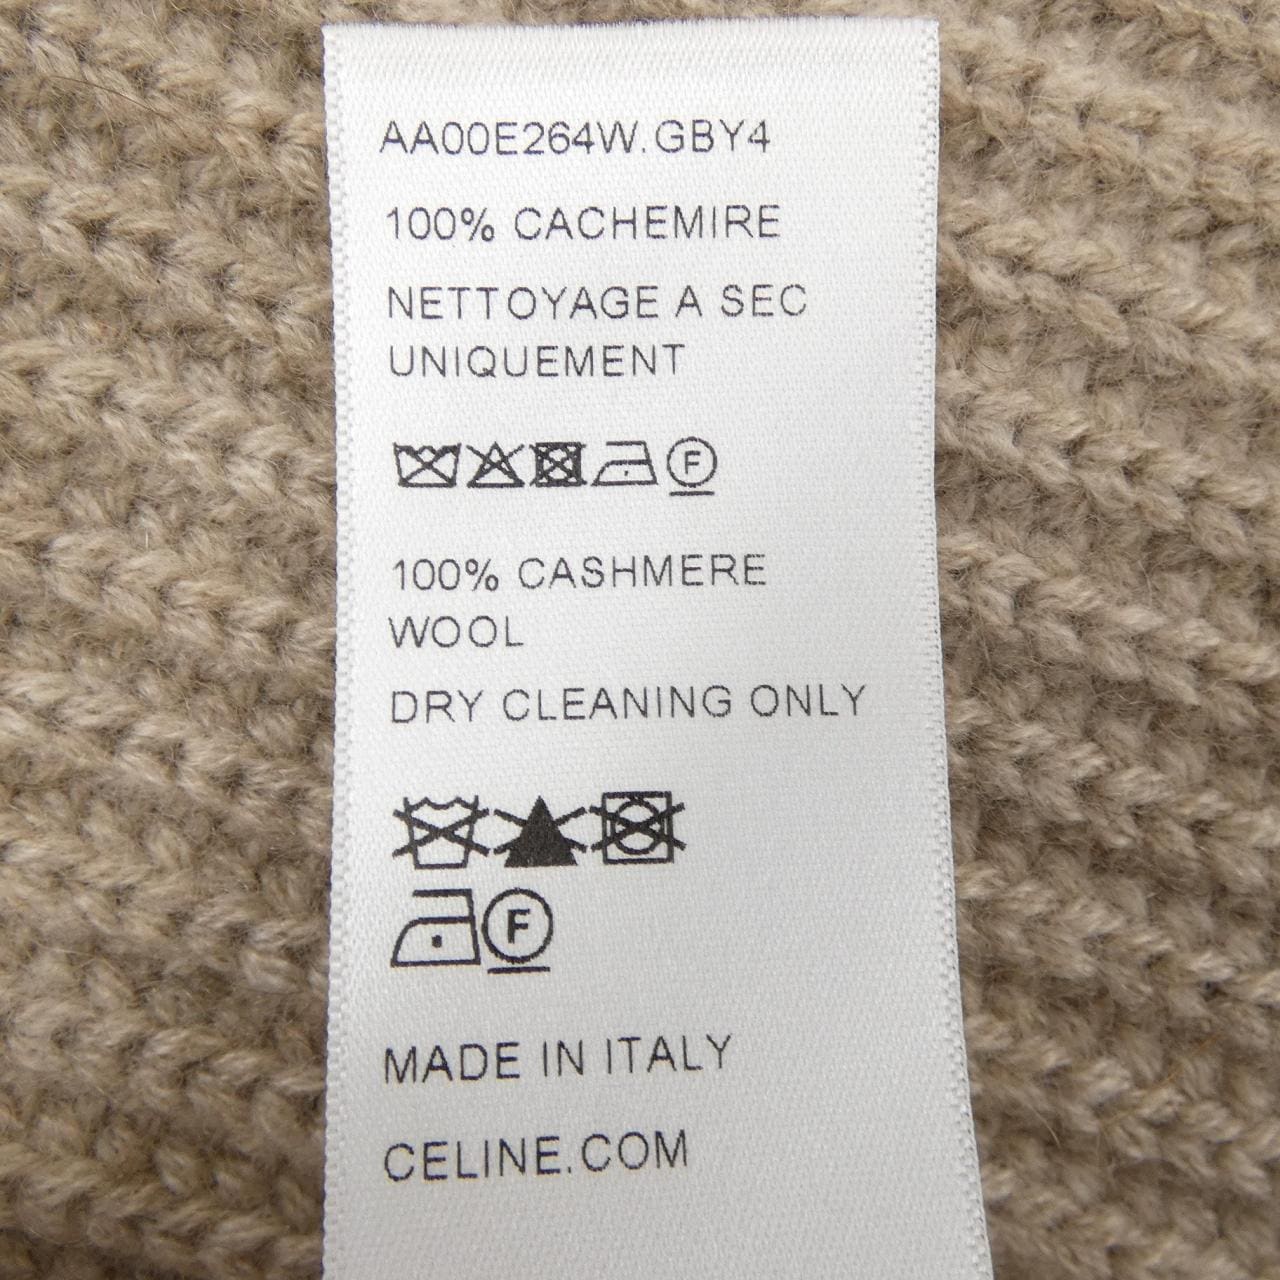 AA00E264W.GBY4
100% CACHEMIRE
NETTOYAGE A SEC
UNIQUEMENT
F
100% CASHMERE
WOOL
DRY CLEANING ONLY
F
MADE IN ITALY
CELINE.COM